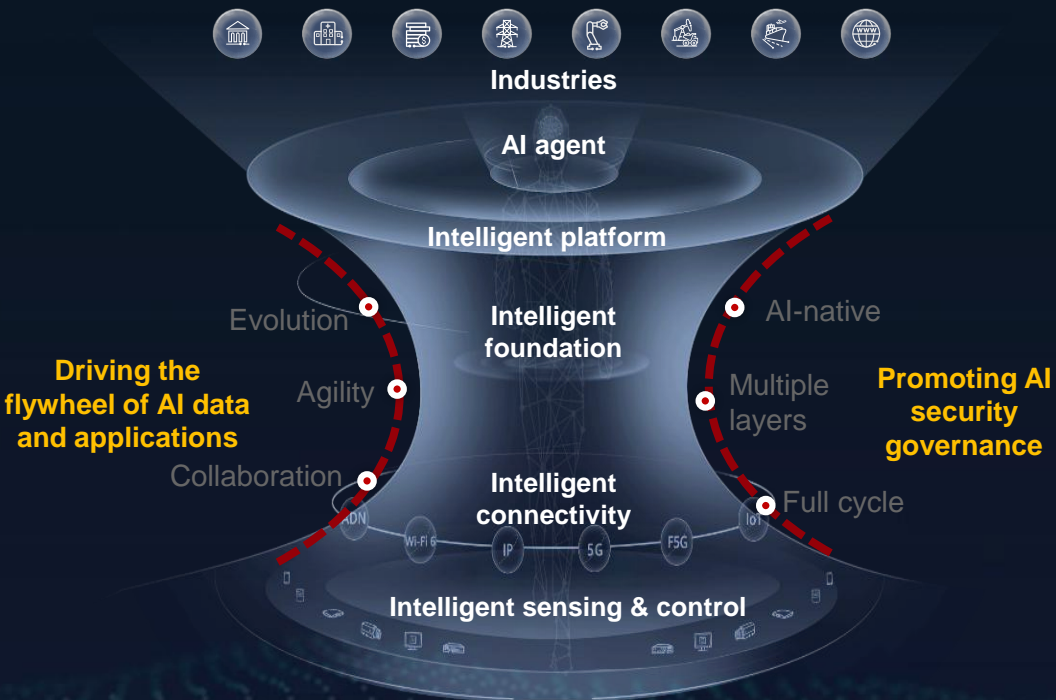 WWW
Industries
AI agent
Intelligent platform
Evolution
Agility
Collaboration
Driving the
flywheel of AI data
and applications
Intelligent
foundation
AI-native
Multiple
layers
Full cycle
Promoting AI
security
governance
Intelligent
connectivity
ADN
Wi-Fi 6
IP
5G
F5G
IoT
Intelligent sensing & control